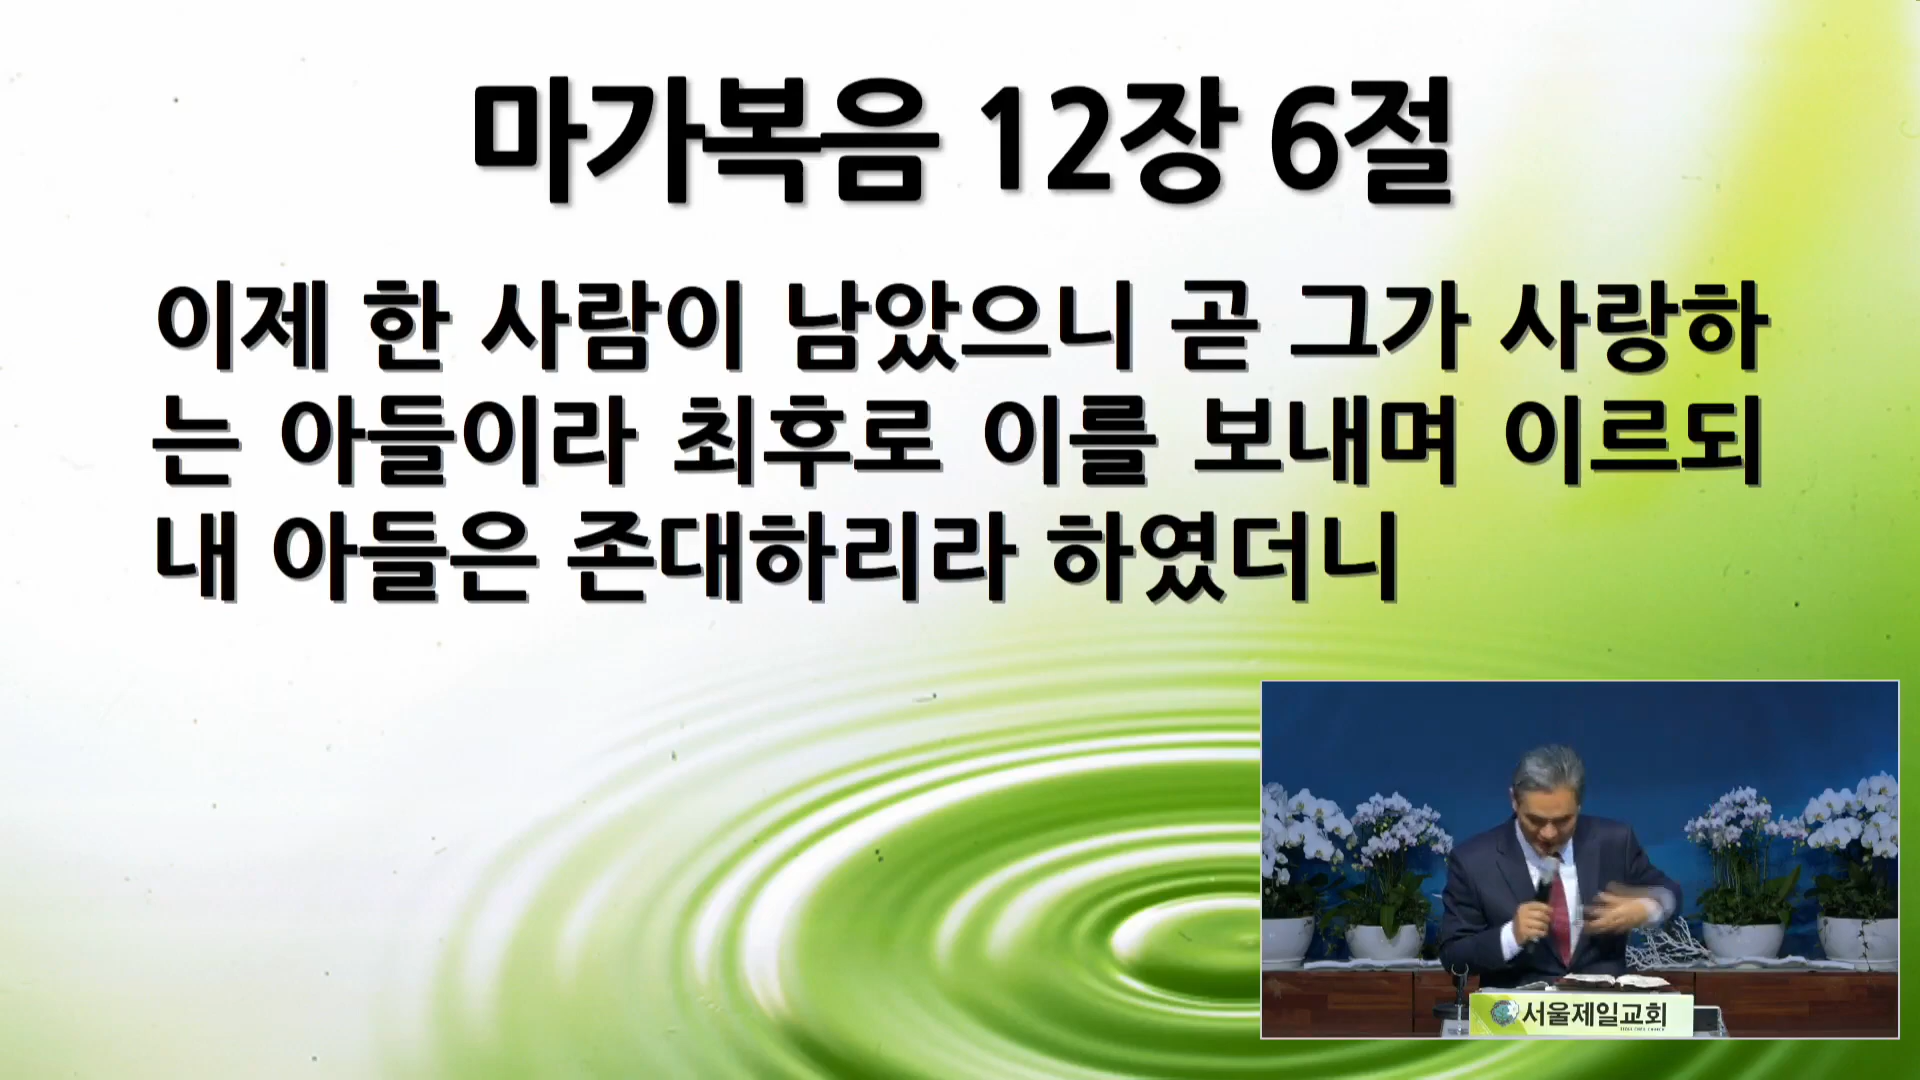 마가복음 12장 6절
이제 한 사람이 남았으니 곧 그가 사랑하
는 아들이라 최후로 이를 보내며 이르되
내 아들은 존대하리라 하였더니
서울제일교회